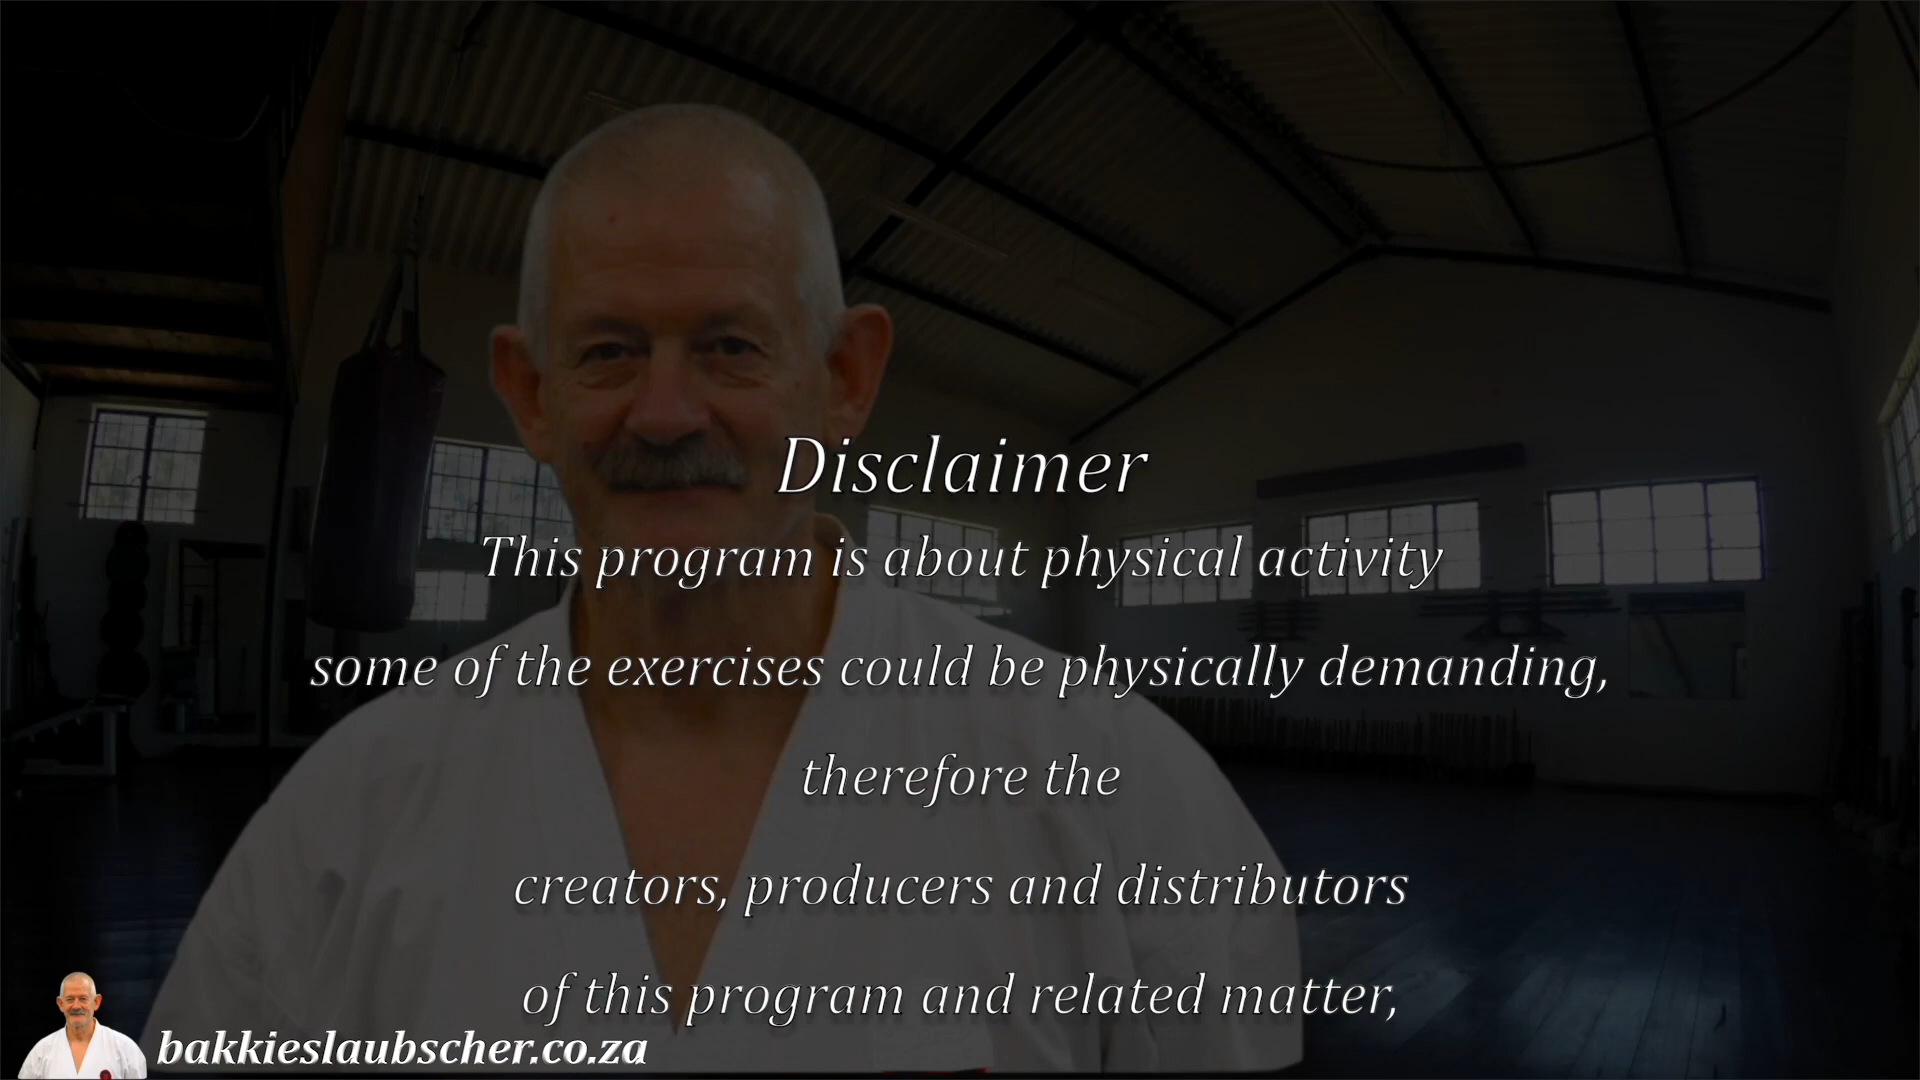 Disclaimer
This program is about physical activity
some of the exercises could be physically demanding,
therefore the
creators, producers and distributors
of this program and related matter,
bakkieslaubscher.co.za